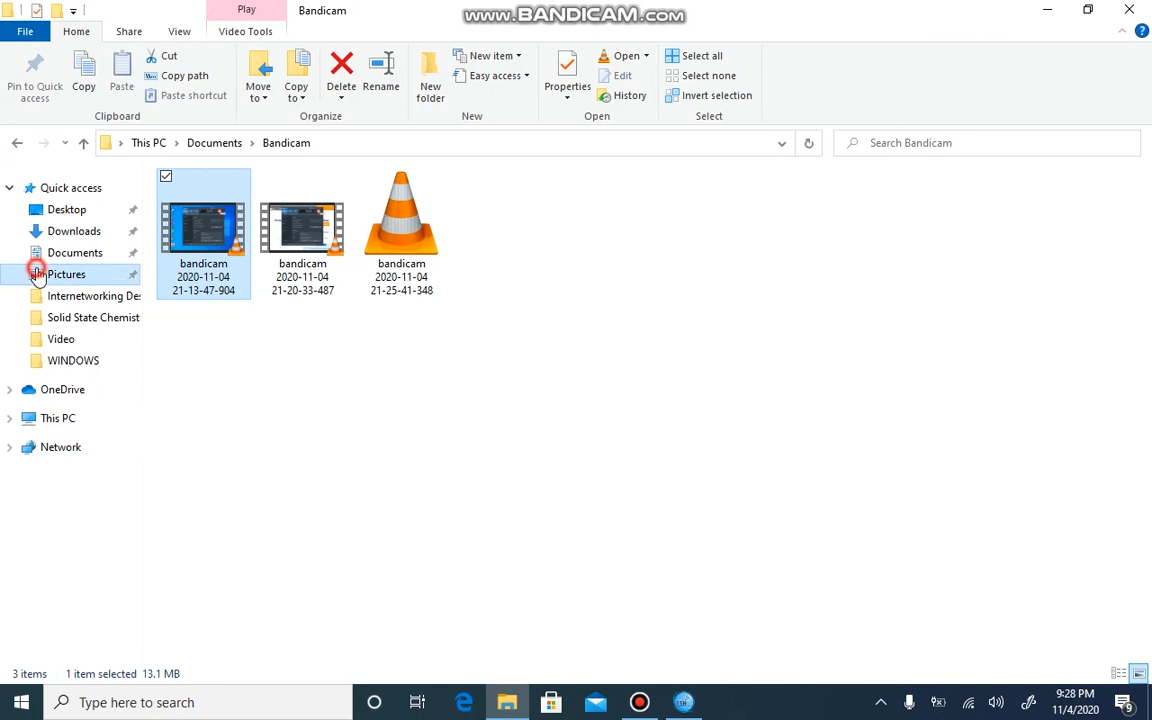 Play
Bandicam
www.BANDICAM.com
File
Home
Share
View
Video Tools
Pin to Quick
access
Copy
Paste
Cut
Copy path
Paste shortcut
Clipboard
Move
to
Copy
to
Delete
Rename
Organize
New
folder
New item
Easy access
New
Properties
Open
Edit
History
Open
Select all
Select none
Invert selection
Select
This PC > Documents > Bandicam
Search Bandicam
Quick access
Desktop
Downloads
Documents
Pictures
Internetworking Des
Solid State Chemist
Video
WINDOWS
OneDrive
This PC
Network
bandicam
2020-11-04
21-13-47-904
bandicam
2020-11-04
21-20-33-487
bandicam
2020-11-04
21-25-41-348
3 items
1 item selected 13.1 MB
Type here to search
SSH
9:28 PM
11/4/2020
9